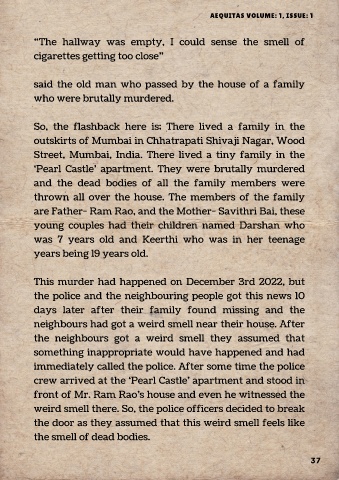 AEQUITAS VOLUME: 1, ISSUE: 1
“The hallway was empty, I could sense the smell of
cigarettes getting too close”
said the old man who passed by the house of a family
who were brutally murdered.
So, the flashback here is: There lived a family in the
outskirts of Mumbai in Chhatrapati Shivaji Nagar, Wood
Street, Mumbai, India. There lived a tiny family in the
‘Pearl Castle’ apartment. They were brutally murdered
and the dead bodies of all the family members were
thrown all over the house. The members of the family
are Father- Ram Rao, and the Mother- Savithri Bai, these
young couples had their children named Darshan who
was 7 years old and Keerthi who was in her teenage
years being 19 years old.
This murder had happened on December 3rd 2022, but
the police and the neighbouring people got this news 10
days later after their family found missing and the
neighbours had got a weird smell near their house. After
the neighbours got a weird smell they assumed that
something inappropriate would have happened and had
immediately called the police. After some time the police
crew arrived at the ‘Pearl Castle’ apartment and stood in
front of Mr. Ram Rao’s house and even he witnessed the
weird smell there. So, the police officers decided to break
the door as they assumed that this weird smell feels like
the smell of dead bodies.
37